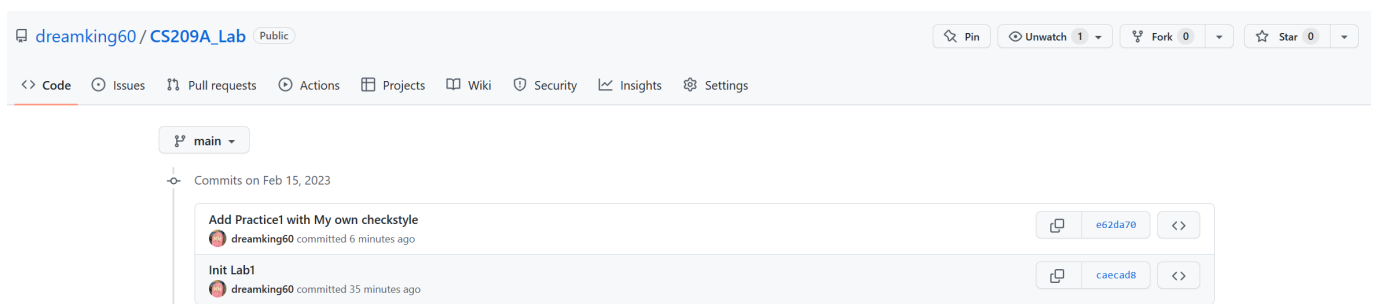 dreamking60 / CS209A_Lab Public
Pin Unwatch 1 Fork 0 Star 0
<> Code Issues Pull requests Actions Projects Wiki Security Insights Settings
main
Commits on Feb 15, 2023
Add Practice1 with My own checkstyle
dreamking60 committed 6 minutes ago
e62da70 <>
Init Lab1
dreamking60 committed 35 minutes ago
caecad8 <>